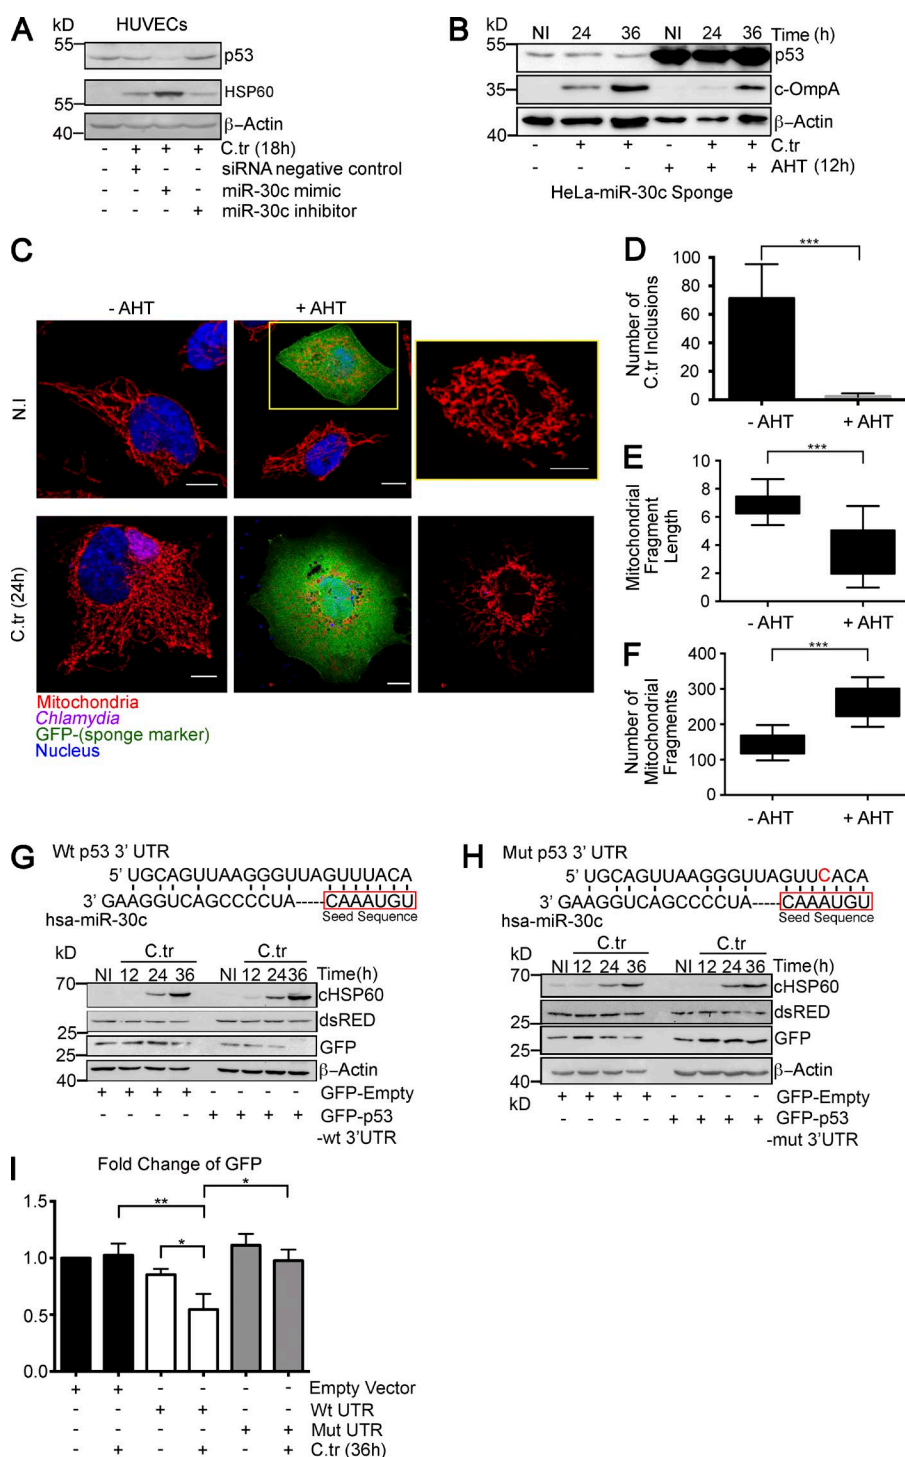 A
HUVECs
kD
55
p53
HSP60
55
β-Actin
40
- + + + C.tr (18h)
- + - - siRNA negative control
- - + - miR-30c mimic
- - - + miR-30c inhibitor
B
kD
NI 24 36 NI 24 36 Time (h)
55
p53
35
c-OmpA
β-Actin
40
- + + - + + C.tr
- - - + + + AHT (12h)
HeLa-miR-30c Sponge
C
- AHT
+ AHT
N.I
C.tr (24h)
Mitochondria
Chlamydia
GFP-(sponge marker)
Nucleus
D
Number of
C.tr Inclusions
100
80
60
40
20
0
***
- AHT
+ AHT
E
Mitochondrial
Fragment
Length
10
8
6
4
2
0
***
- AHT
+ AHT
F
Number of
Mitochondrial
Fragments
400
300
200
100
0
***
- AHT
+ AHT
G
Wt p53 3' UTR
5' UGCAGUUAAGGGUUAGUUUACA
3' GAAGGUCAGCCCCUA-----CAAAUGU
hsa-miR-30c
Seed Sequence
kD
C.tr
C.tr
70
NI 12 24 36 NI 12 24 36 Time(h)
cHSP60
dsRED
25
GFP
25
β-Actin
40
+ + + + - - - - GFP-Empty
- - - - + + + + GFP-p53
-wt 3'UTR
H
Mut p53 3' UTR
5' UGCAGUUAAGGGUUAGUUCACA
3' GAAGGUCAGCCCCUA-----CAAAUGU
hsa-miR-30c
Seed Sequence
kD
C.tr
C.tr
70
NI 12 24 36 NI 12 24 36 Time(h)
cHSP60
dsRED
25
GFP
25
β-Actin
40
kD
+ + + + - - - - GFP-Empty
- - - - + + + + GFP-p53
-mut 3'UTR
I
Fold Change of GFP
1.5
1.0
0.5
0.0
**
*
*
+ + - - - - Empty Vector
- - + + - - Wt UTR
- - - - + + Mut UTR
- + - + - + C.tr (36h)